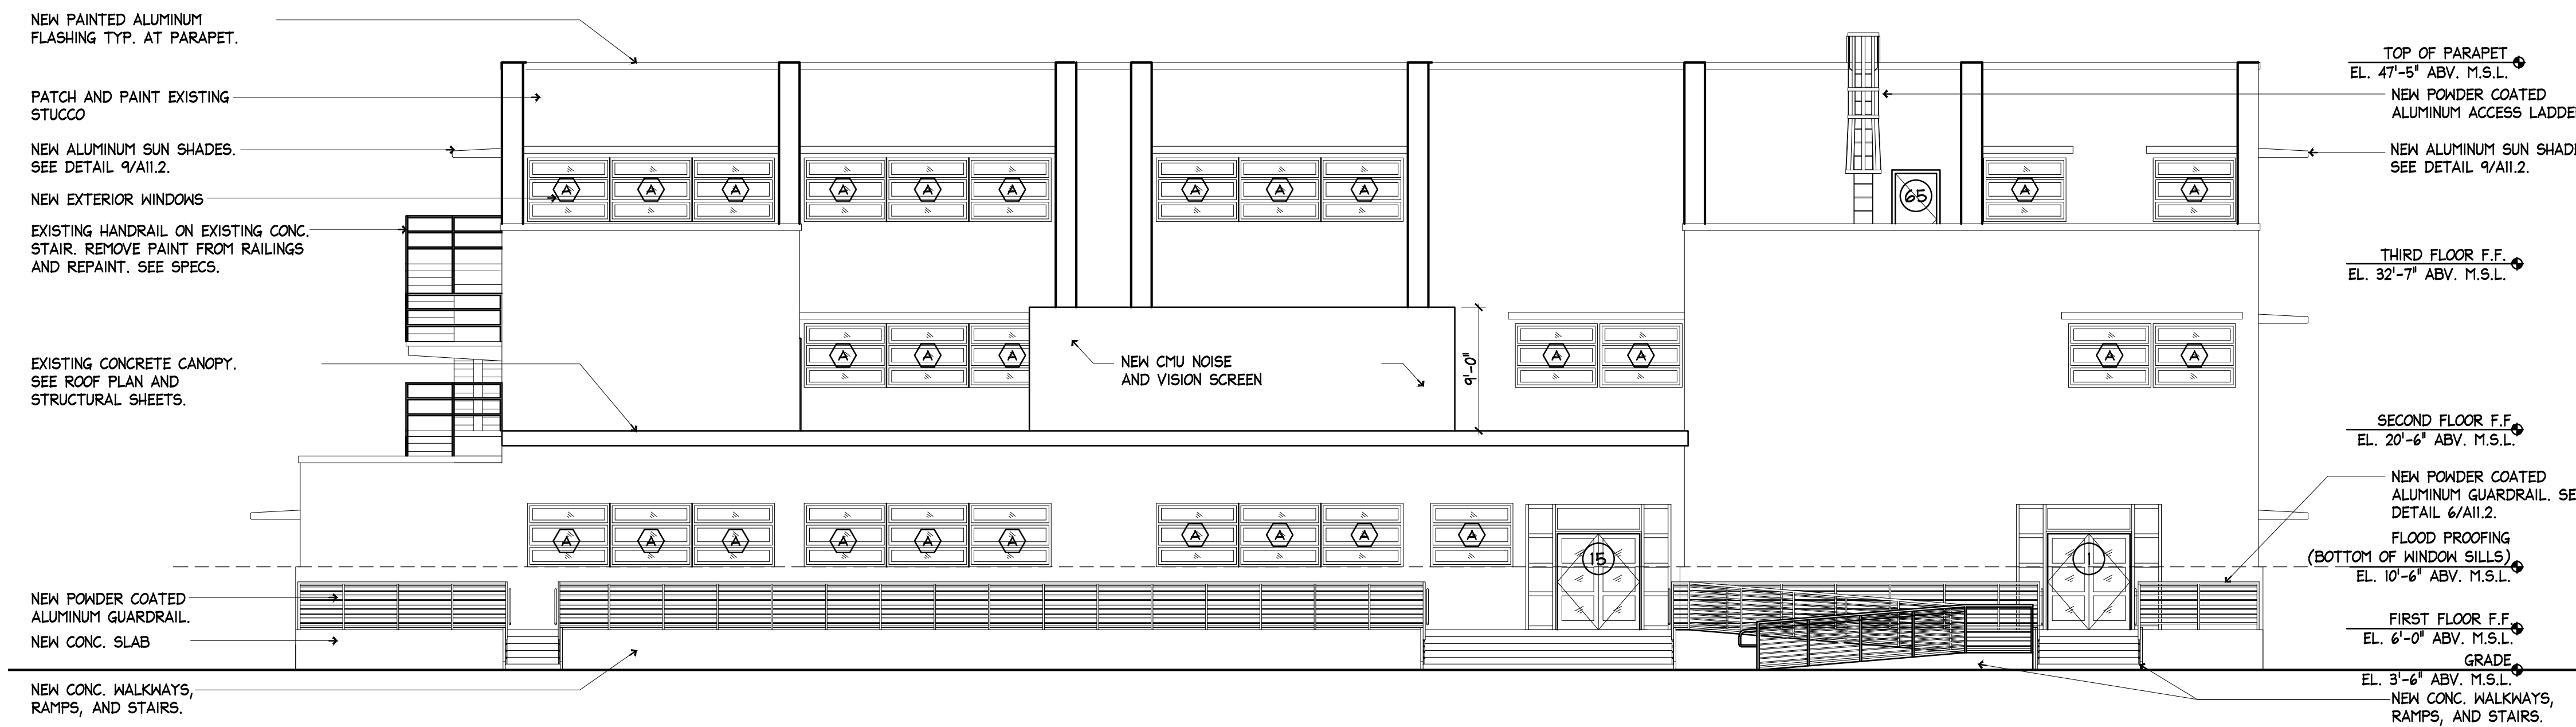 NEW PAINTED ALUMINUM
FLASHING TYP. AT PARAPET.
PATCH AND PAINT EXISTING
STUCCO
NEW ALUMINUM SUN SHADES.
SEE DETAIL 9/A11.2.
NEW EXTERIOR WINDOWS
EXISTING HANDRAIL ON EXISTING CONC.
STAIR. REMOVE PAINT FROM RAILINGS
AND REPAINT. SEE SPECS.
EXISTING CONCRETE CANOPY.
SEE ROOF PLAN AND
STRUCTURAL SHEETS.
NEW POWDER COATED
ALUMINUM GUARDRAIL.
NEW CONC. SLAB
NEW CONC. WALKWAYS,
RAMPS, AND STAIRS.
A A A A A A A A A 65 A A
A A A A A A A
NEW CMU NOISE
AND VISION SCREEN
9'-0"
A A A A A A A A A A 15 1
TOP OF PARAPET
EL. 47'-5" ABV. M.S.L.
NEW POWDER COATED
ALUMINUM ACCESS LADDE
NEW ALUMINUM SUN SHAD
SEE DETAIL 9/A11.2.
THIRD FLOOR F.F.
EL. 32'-7" ABV. M.S.L.
SECOND FLOOR F.F.
EL. 20'-6" ABV. M.S.L.
NEW POWDER COATED
ALUMINUM GUARDRAIL. SE
DETAIL 6/A11.2.
FLOOD PROOFING
(BOTTOM OF WINDOW SILLS)
EL. 10'-6" ABV. M.S.L.
FIRST FLOOR F.F.
EL. 6'-0" ABV. M.S.L.
GRADE
EL. 3'-6" ABV. M.S.L.
NEW CONC. WALKWAYS,
RAMPS, AND STAIRS.